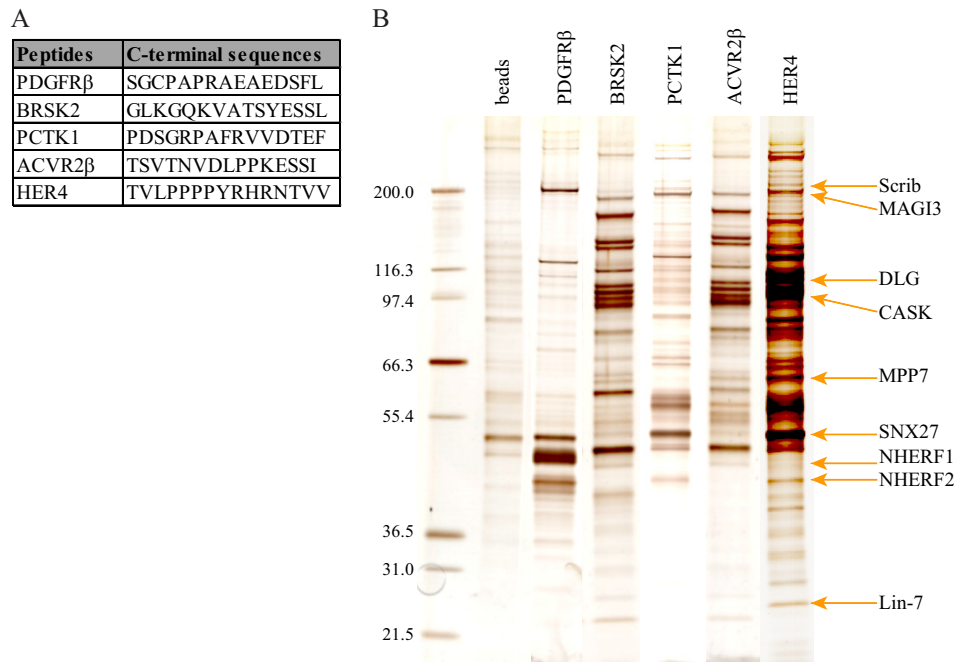 A
Peptides C-terminal sequences
PDGFRβ SGCPAPRAEAEDSFL
BRSK2 GLKGQKVATSYESSL
PCTK1 PDSGRPAFRVVDTEF
ACVR2β TSVTNVDLPPKESSI
HER4 TVLPPPPYRHRNTVV
B
beads
PDGFRβ
BRSK2
PCTK1
ACVR2β
HER4
200.0
116.3
97.4
66.3
55.4
36.5
31.0
21.5
Scrib
MAGI3
DLG
CASK
MPP7
SNX27
NHERF1
NHERF2
Lin-7